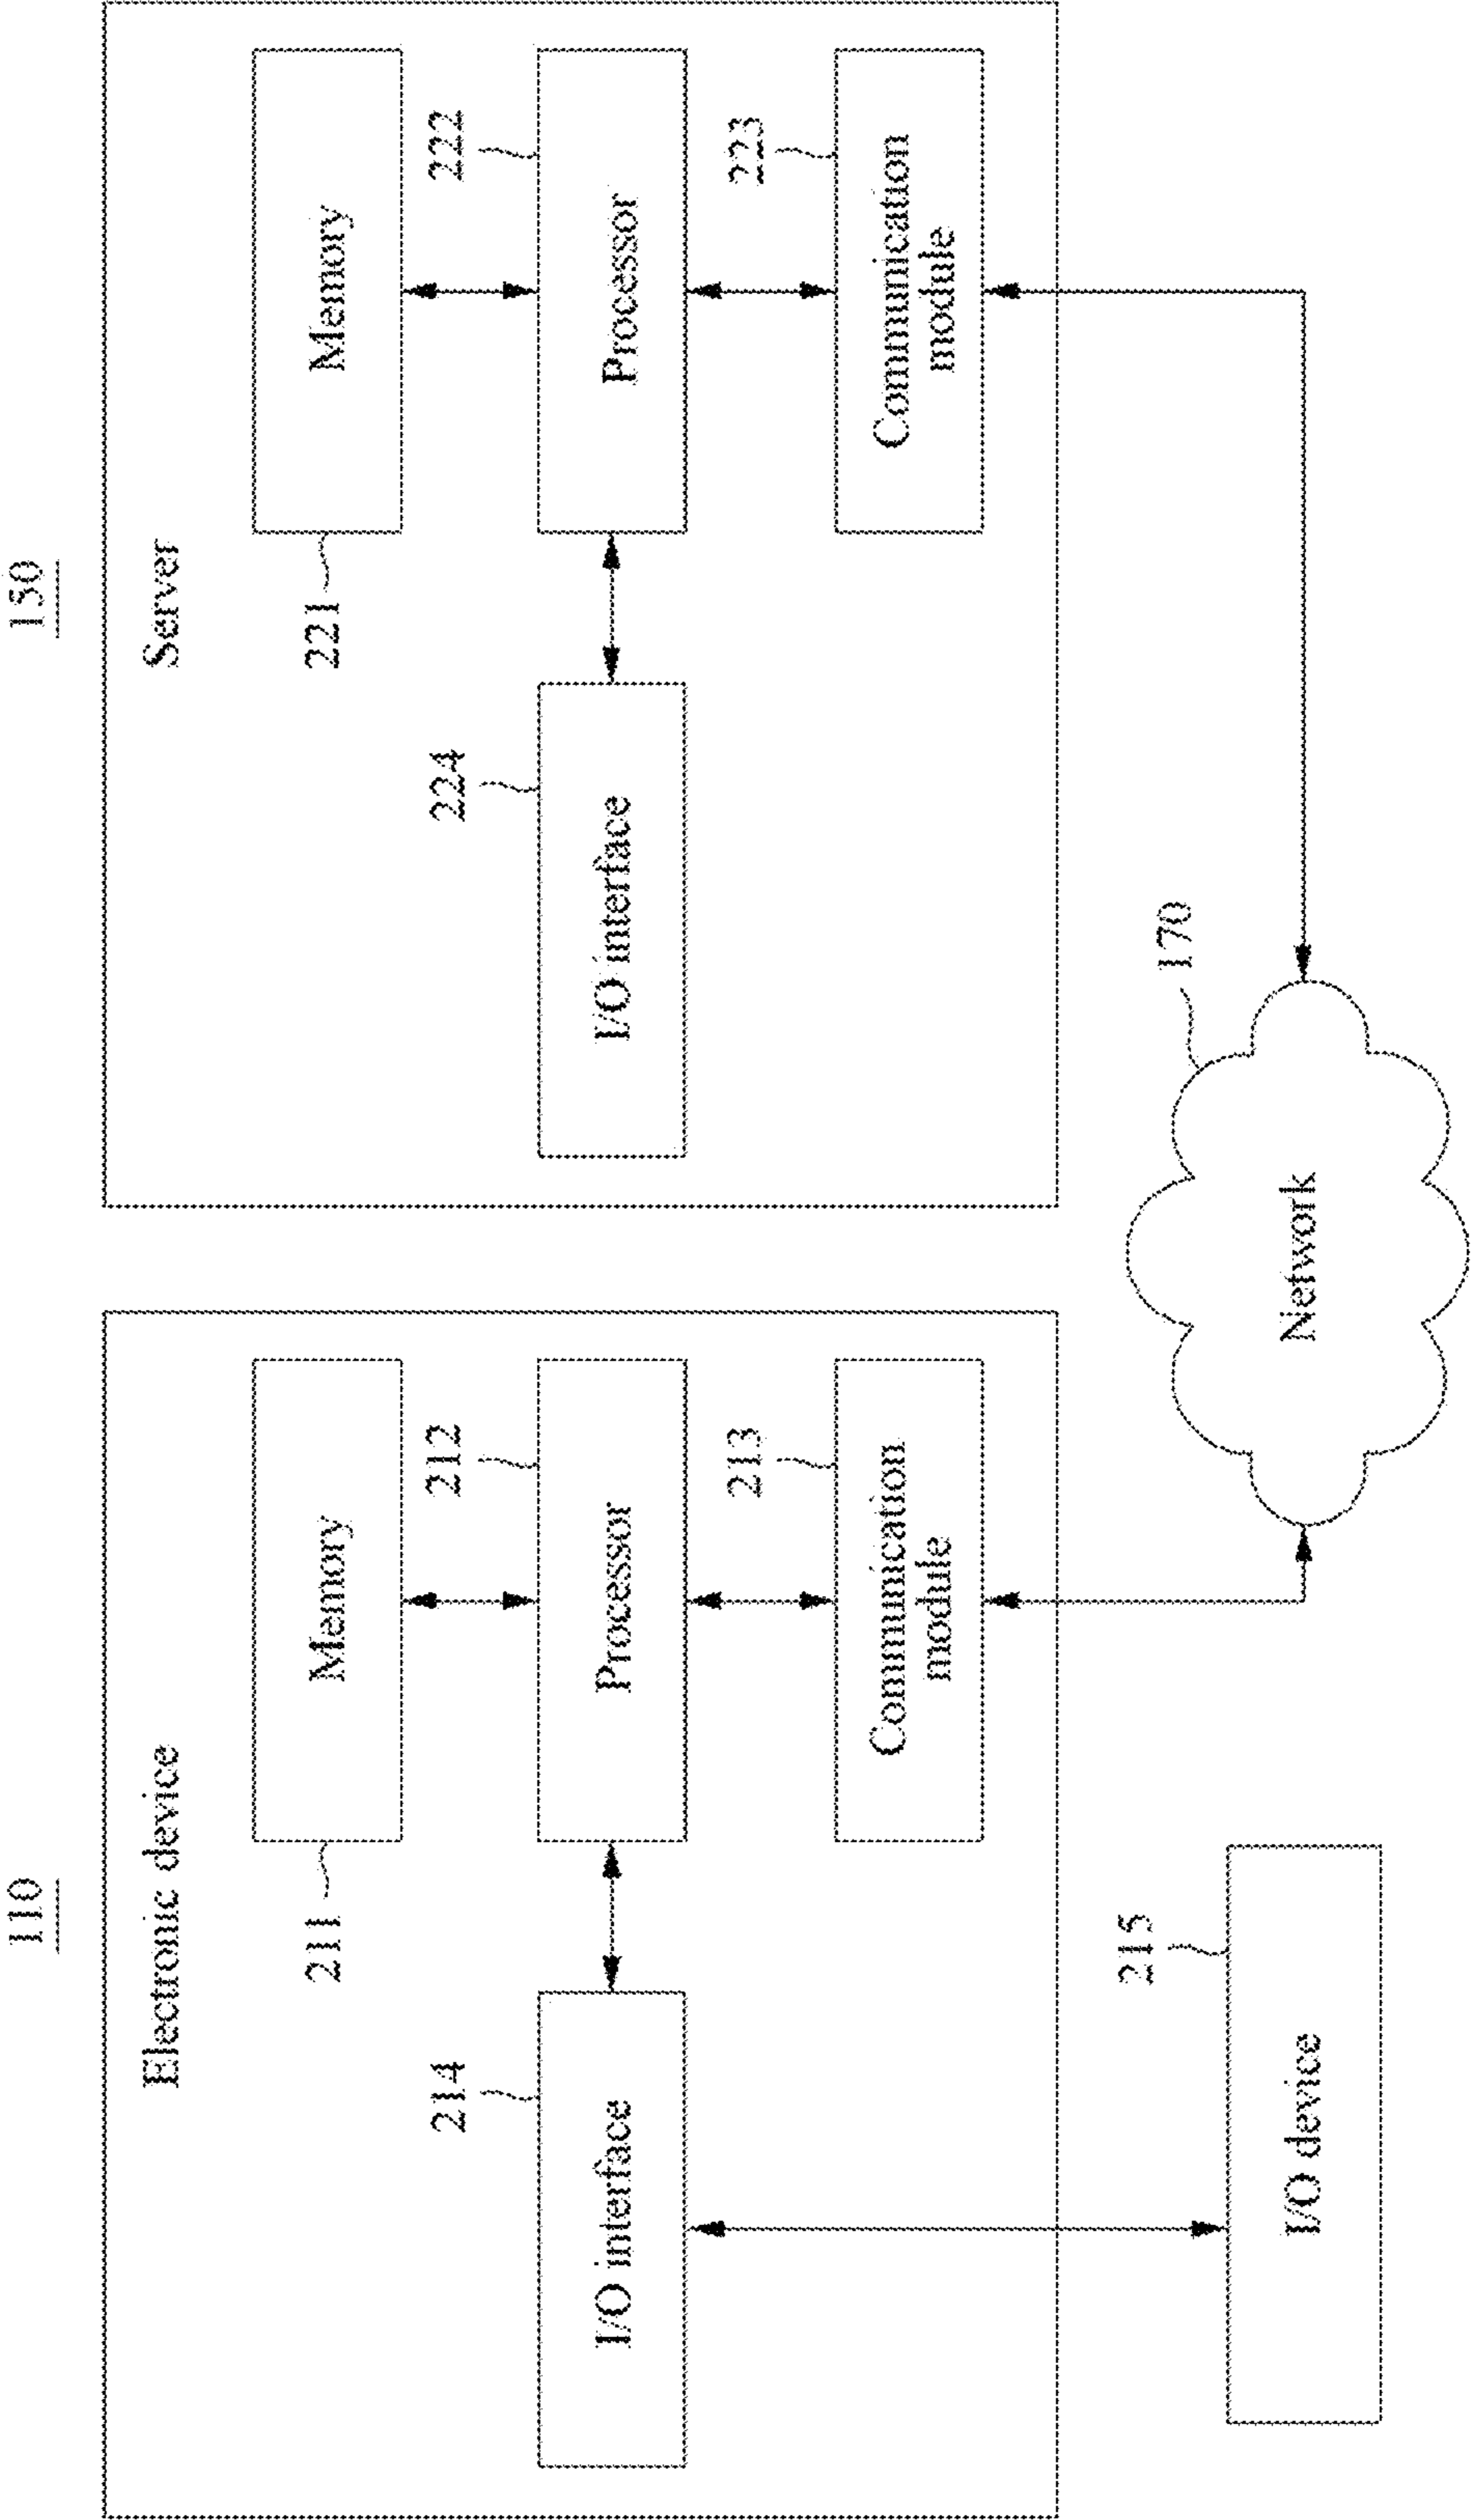 110
Electronic device
211
Memory
214
212
I/O interface
Processor
213
Communication
module
215
I/O device
150
Server
221
Memory
224
222
I/O interface
Processor
223
Communication
module
170
Network